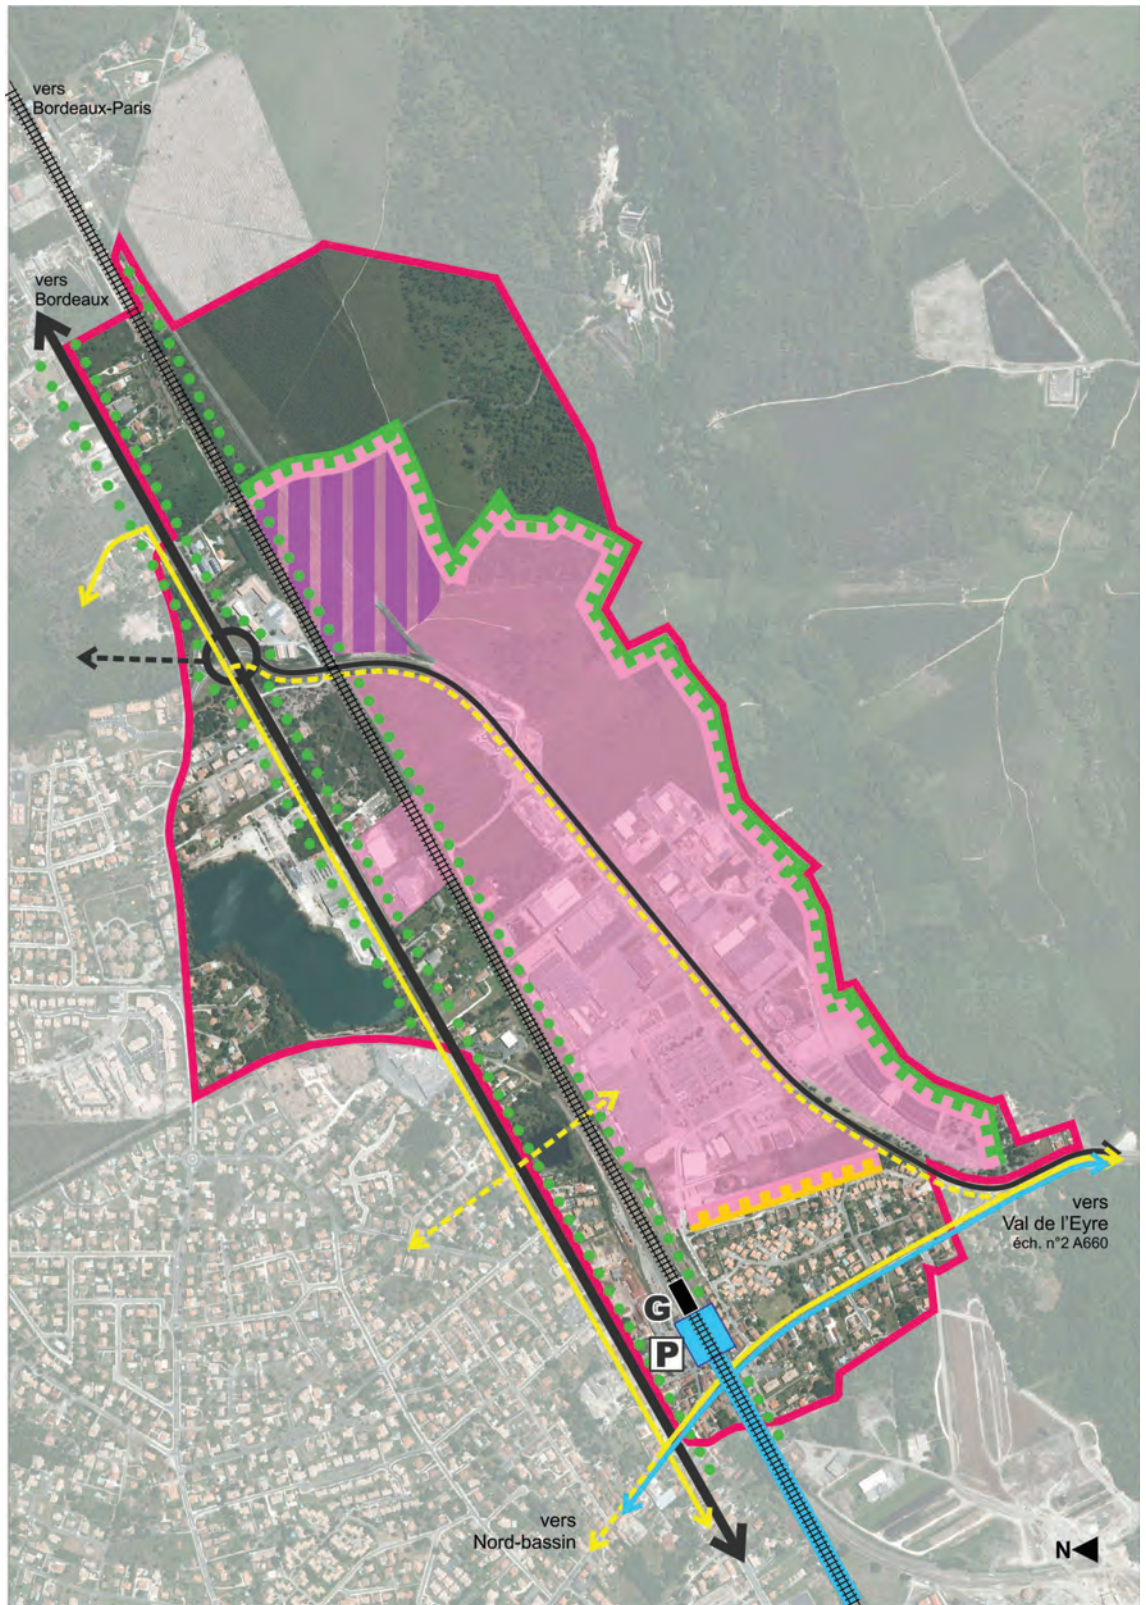 vers
Bordeaux-Paris
vers
Bordeaux
vers
Val de l'Eyre
éch. n°2 A660
G
P
vers
Nord-bassin
N